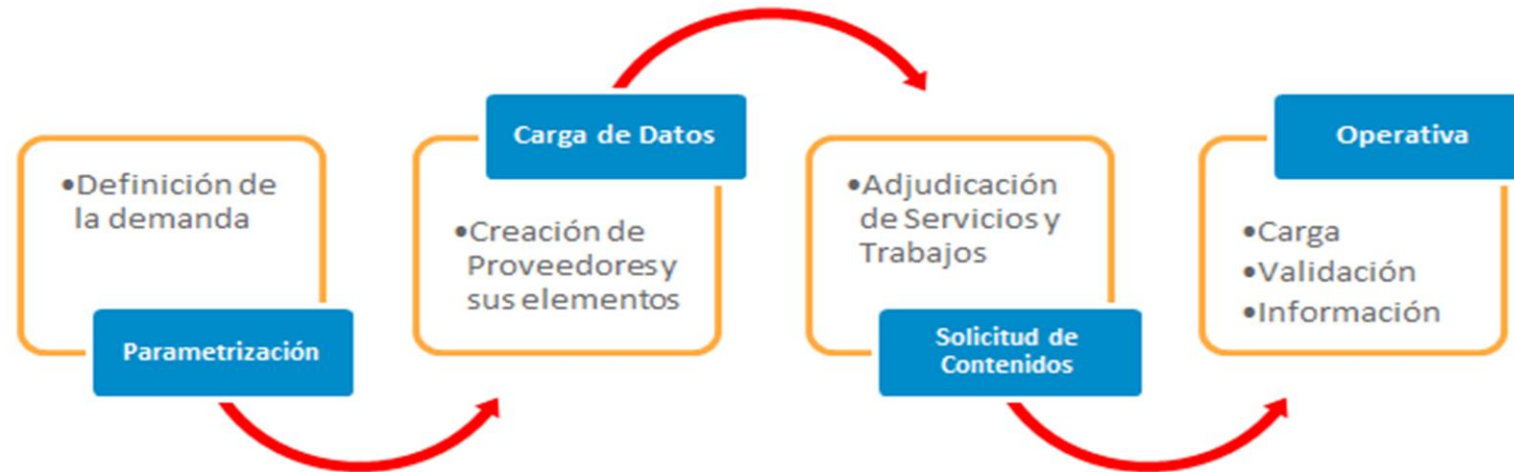 •Definición de
la demanda
Parametrización
Carga de Datos
•Creación de
Proveedores y
sus elementos
•Adjudicación
de Servicios y
Trabajos
Solicitud de
Contenidos
Operativa
•Carga
•Validación
•Información